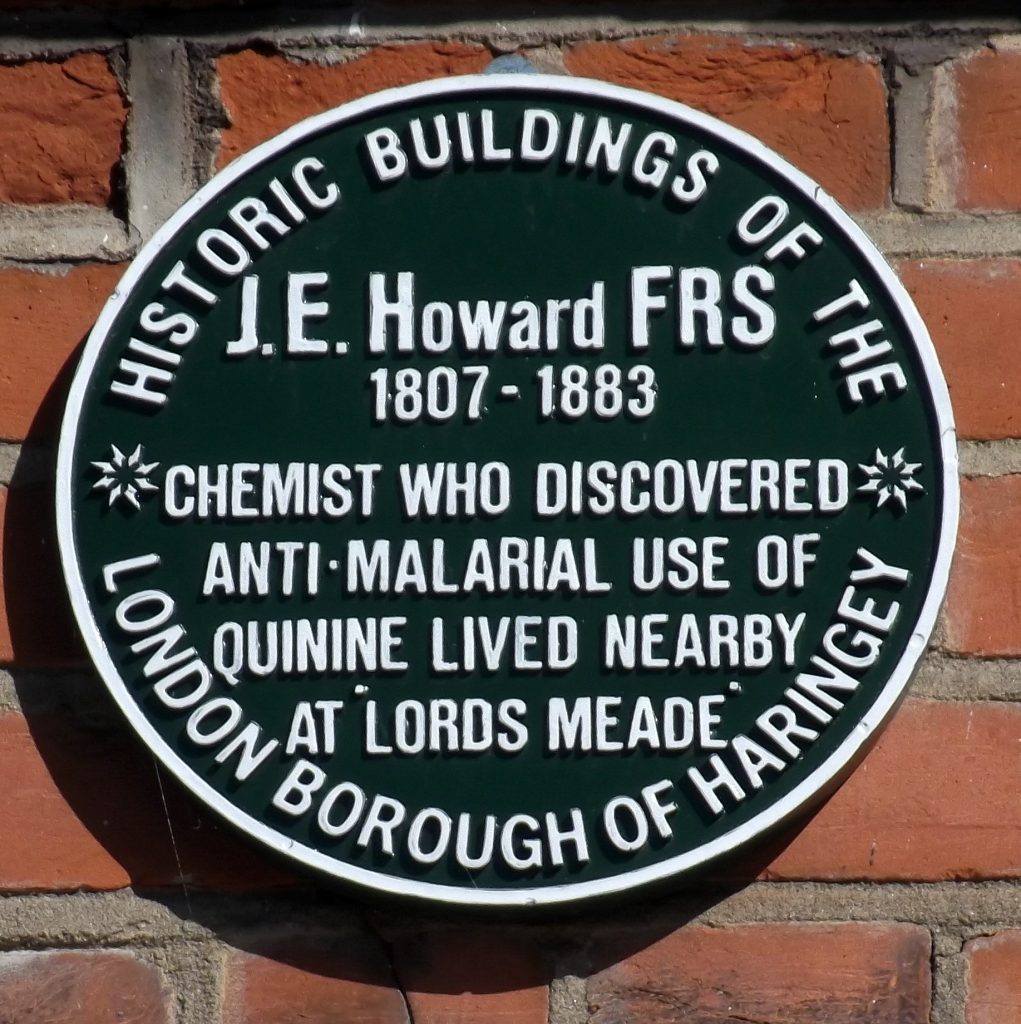 HISTORIC BUILDINGS OF THE
J.E. Howard FRS
1807 - 1883
CHEMIST WHO DISCOVERED
ANTI-MALARIAL USE OF
QUININE LIVED NEARBY
AT 'LORDS MEADE'
LONDON BOROUGH OF HARINGEY